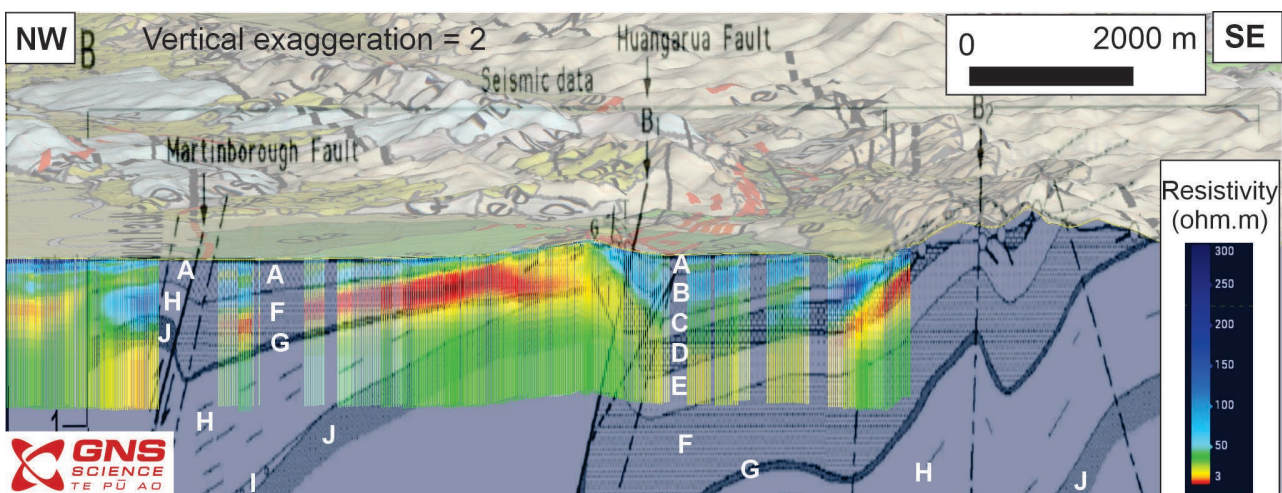 NW
B
Vertical exaggeration = 2
Huangarua Fault
0 2000 m
SE
Seismic data
B1
B2
Martinborough Fault
G
Resistivity
(ohm.m)
300
250
200
150
100
50
3
A
A
A
H
F
B
J
G
C
D
E
H
J
F
G
H
I
J
1
GNS
SCIENCE
TE PŪ AO